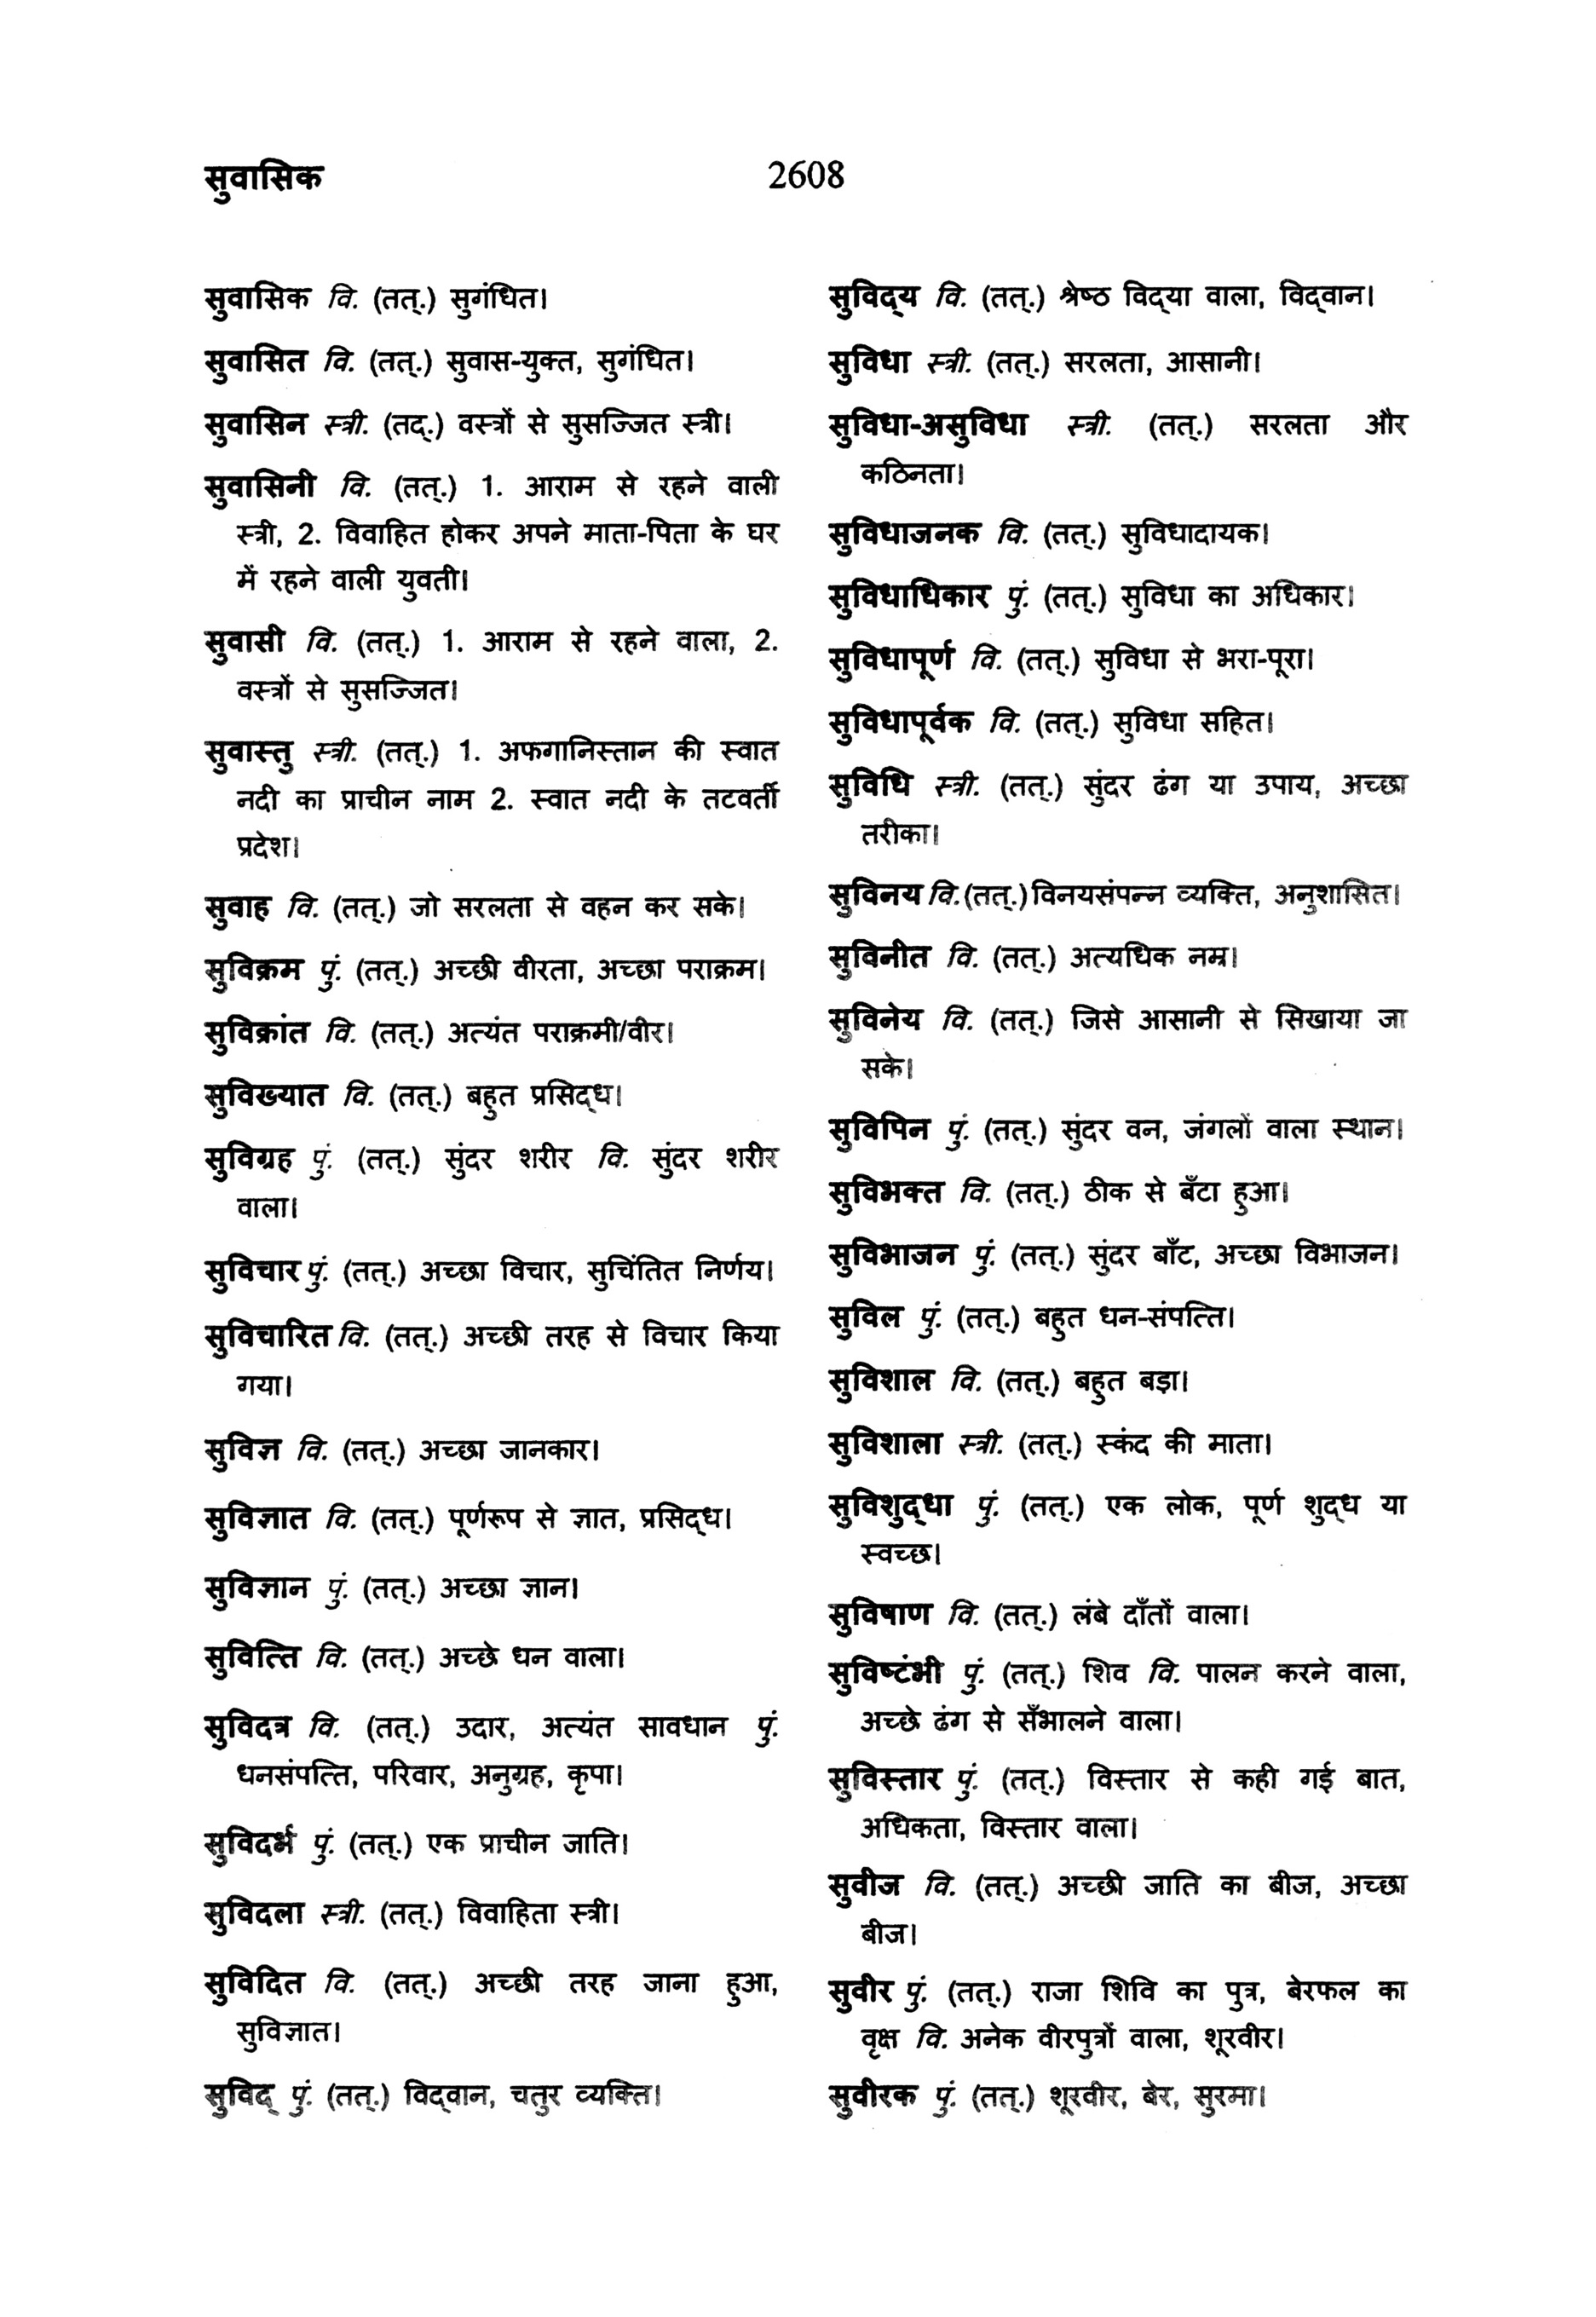 सुवासिक
2608
सुवासिक वि. (तत्.) सुगंधित।
सुवासित वि. (तत्.) सुवास-युक्त, सुगंधित।
सुवासिन स्त्री. (तद्.) वस्त्रों से सुसज्जित स्त्री।
सुवासिनी वि. (तत्.) 1. आराम से रहने वाली
स्त्री, 2. विवाहित होकर अपने माता-पिता के घर
में रहने वाली युवती।
सुवासी वि. (तत्.) 1. आराम से रहने वाला, 2.
वस्त्रों से सुसज्जित।
सुवास्तु स्त्री. (तत्.) 1. अफगानिस्तान की स्वात
नदी का प्राचीन नाम 2. स्वात नदी के तटवर्ती
प्रदेश।
सुवाह वि. (तत्.) जो सरलता से वहन कर सके।
सुविक्रम पुं. (तत्.) अच्छी वीरता, अच्छा पराक्रम।
सुविक्रांत वि. (तत्.) अत्यंत पराक्रमी/वीर।
सुविख्यात वि. (तत्.) बहुत प्रसिद्ध।
सुविग्रह पुं. (तत्.) सुंदर शरीर वि. सुंदर शरीर
वाला।
सुविचार पुं. (तत्.) अच्छा विचार, सुचिंतित निर्णय।
सुविचारित वि. (तत्.) अच्छी तरह से विचार किया
गया।
सुविज्ञ वि. (तत्.) अच्छा जानकार।
सुविज्ञात वि. (तत्.) पूर्णरूप से ज्ञात, प्रसिद्ध।
सुविज्ञान पुं. (तत्.) अच्छा ज्ञान।
सुवित्ति वि. (तत्.) अच्छे धन वाला।
सुविदत्र वि. (तत्.) उदार, अत्यंत सावधान पुं.
धनसंपत्ति, परिवार, अनुग्रह, कृपा।
सुविदर्भ पुं. (तत्.) एक प्राचीन जाति।
सुविदला स्त्री. (तत्.) विवाहिता स्त्री।
सुविदित वि. (तत्.) अच्छी तरह जाना हुआ,
सुविज्ञात।
सुविद् पुं. (तत्.) विद्वान, चतुर व्यक्ति।
सुविद्य वि. (तत्.) श्रेष्ठ विद्या वाला, विद्वान।
सुविधा स्त्री. (तत्.) सरलता, आसानी।
सुविधा-असुविधा स्त्री. (तत्.) सरलता और
कठिनता।
सुविधाजनक वि. (तत्.) सुविधादायक।
सुविधाधिकार पुं. (तत्.) सुविधा का अधिकार।
सुविधापूर्ण वि. (तत्.) सुविधा से भरा-पूरा।
सुविधापूर्वक वि. (तत्.) सुविधा सहित।
सुविधि स्त्री. (तत्.) सुंदर ढंग या उपाय, अच्छा
तरीका।
सुविनय वि.(तत्.)विनयसंपन्न व्यक्ति, अनुशासित।
सुविनीत वि. (तत्.) अत्यधिक नम्र।
सुविनेय वि. (तत्.) जिसे आसानी से सिखाया जा
सके।
सुविपिन पुं. (तत्.) सुंदर वन, जंगलों वाला स्थान।
सुविभक्त वि. (तत्.) ठीक से बँटा हुआ।
सुविभाजन पुं. (तत्.) सुंदर बाँट, अच्छा विभाजन।
सुविल पुं. (तत्.) बहुत धन-संपत्ति।
सुविशाल वि. (तत्.) बहुत बड़ा।
सुविशाला स्त्री. (तत्.) स्कंद की माता।
सुविशुद्धा पुं. (तत्.) एक लोक, पूर्ण शुद्ध या
स्वच्छ।
सुविषाण वि. (तत्.) लंबे दाँतों वाला।
सुविष्टंभी पुं. (तत्.) शिव वि. पालन करने वाला,
अच्छे ढंग से सँभालने वाला।
सुविस्तार पुं. (तत्.) विस्तार से कही गई बात,
अधिकता, विस्तार वाला।
सुवीज वि. (तत्.) अच्छी जाति का बीज, अच्छा
बीज।
सुवीर पुं. (तत्.) राजा शिवि का पुत्र, बेरफल का
वृक्ष वि. अनेक वीरपुत्रों वाला, शूरवीर।
सुवीरक पुं. (तत्.) शूरवीर, बेर, सुरमा।